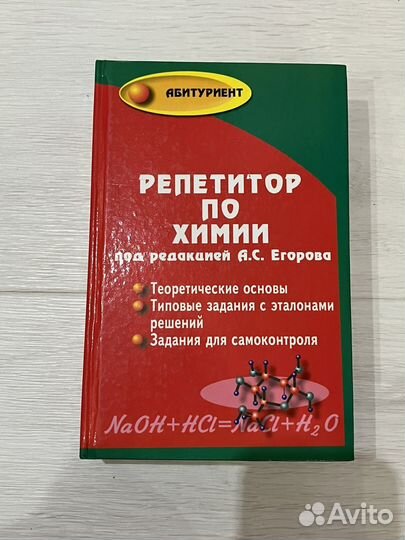 АБИТУРИЕНТ
РЕПЕТИТОР
ПО
ХИМИИ
под редакцией А.С. Егорова
Теоретические основы
Типовые задания с эталонами
решений
Задания для самоконтроля
NaOH+HCl=NaCl+H₂O
Avito